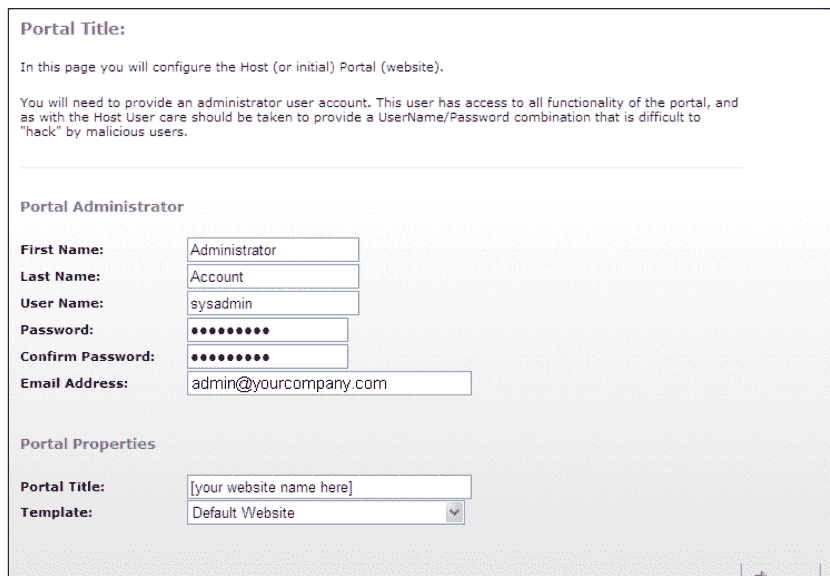 Portal Title:
In this page you will configure the Host (or initial) Portal (website).
You will need to provide an administrator user account. This user has access to all functionality of the portal, and
as with the Host User care should be taken to provide a UserName/Password combination that is difficult to
"hack" by malicious users.
Portal Administrator
First Name: Administrator
Last Name: Account
User Name: sysadmin
Password: •••••••••
Confirm Password: •••••••••
Email Address: admin@yourcompany.com
Portal Properties
Portal Title: [your website name here]
Template: Default Website